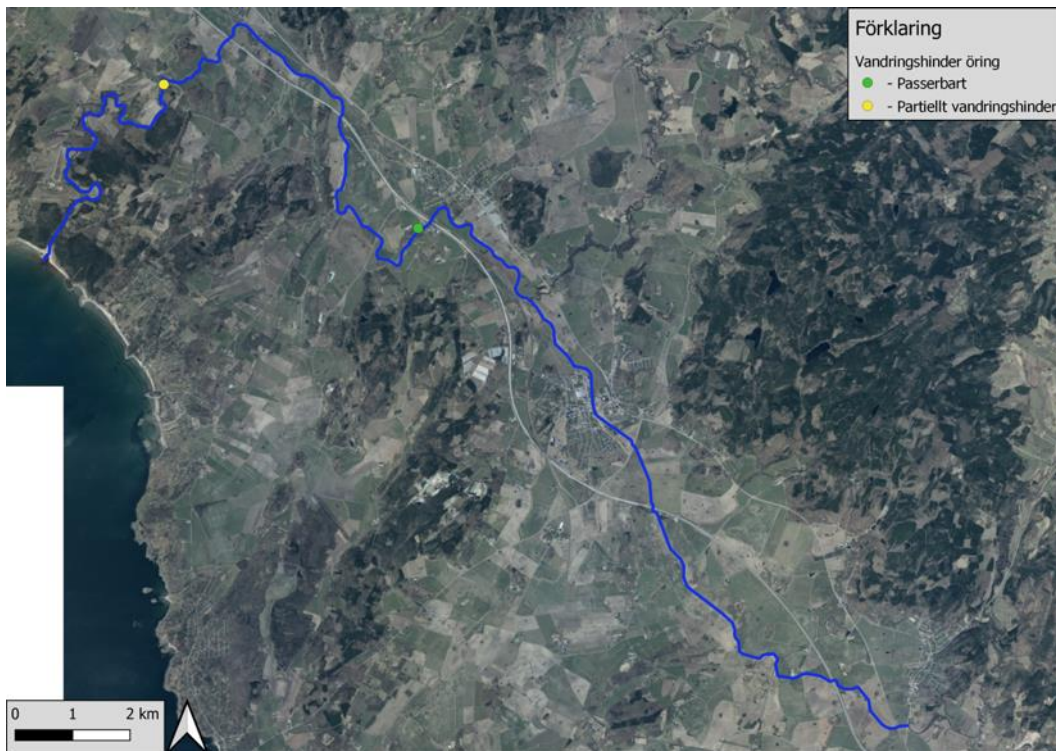 Förklaring
Vandringshinder öring
- Passerbart
- Partiellt vandringshinder
0 1 2 km